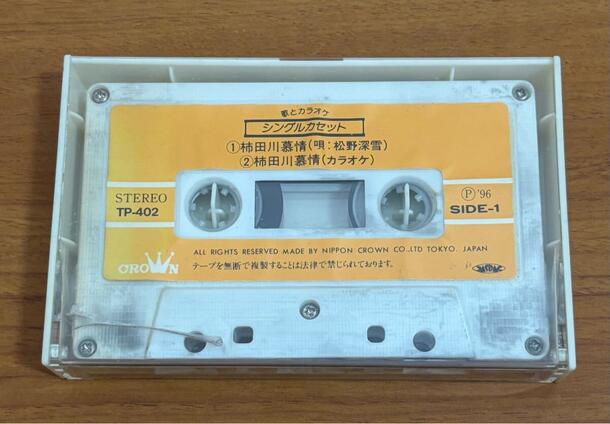 歌とカラオケ
シングルカセット
①柿田川慕情(唄:松野深雪)
②柿田川慕情(カラオケ)
STEREO
TP-402
Ⓟ'96
SIDE-1
ALL RIGHTS RESERVED MADE BY NIPPON CROWN CO.,LTD TOKYO. JAPAN
CROWN
テープを無断で複製することは法律で禁じられております。